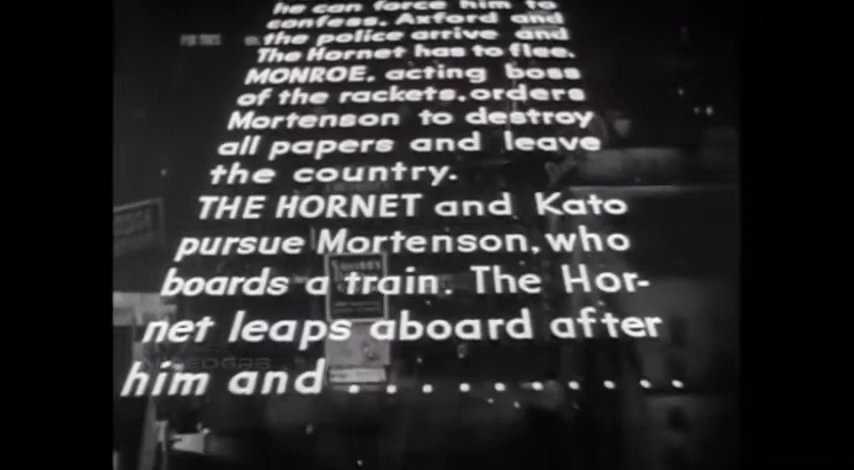 he can force him to
confess. Axford and
the police arrive and
The Hornet has to flee.
MONROE, acting boss
of the rackets, orders
Mortenson to destroy
all papers and leave
the country.
THE HORNET and Kato
pursue Mortenson, who
boards a train. The Hor-
net leaps aboard after
him and . . . . . . . . . . .